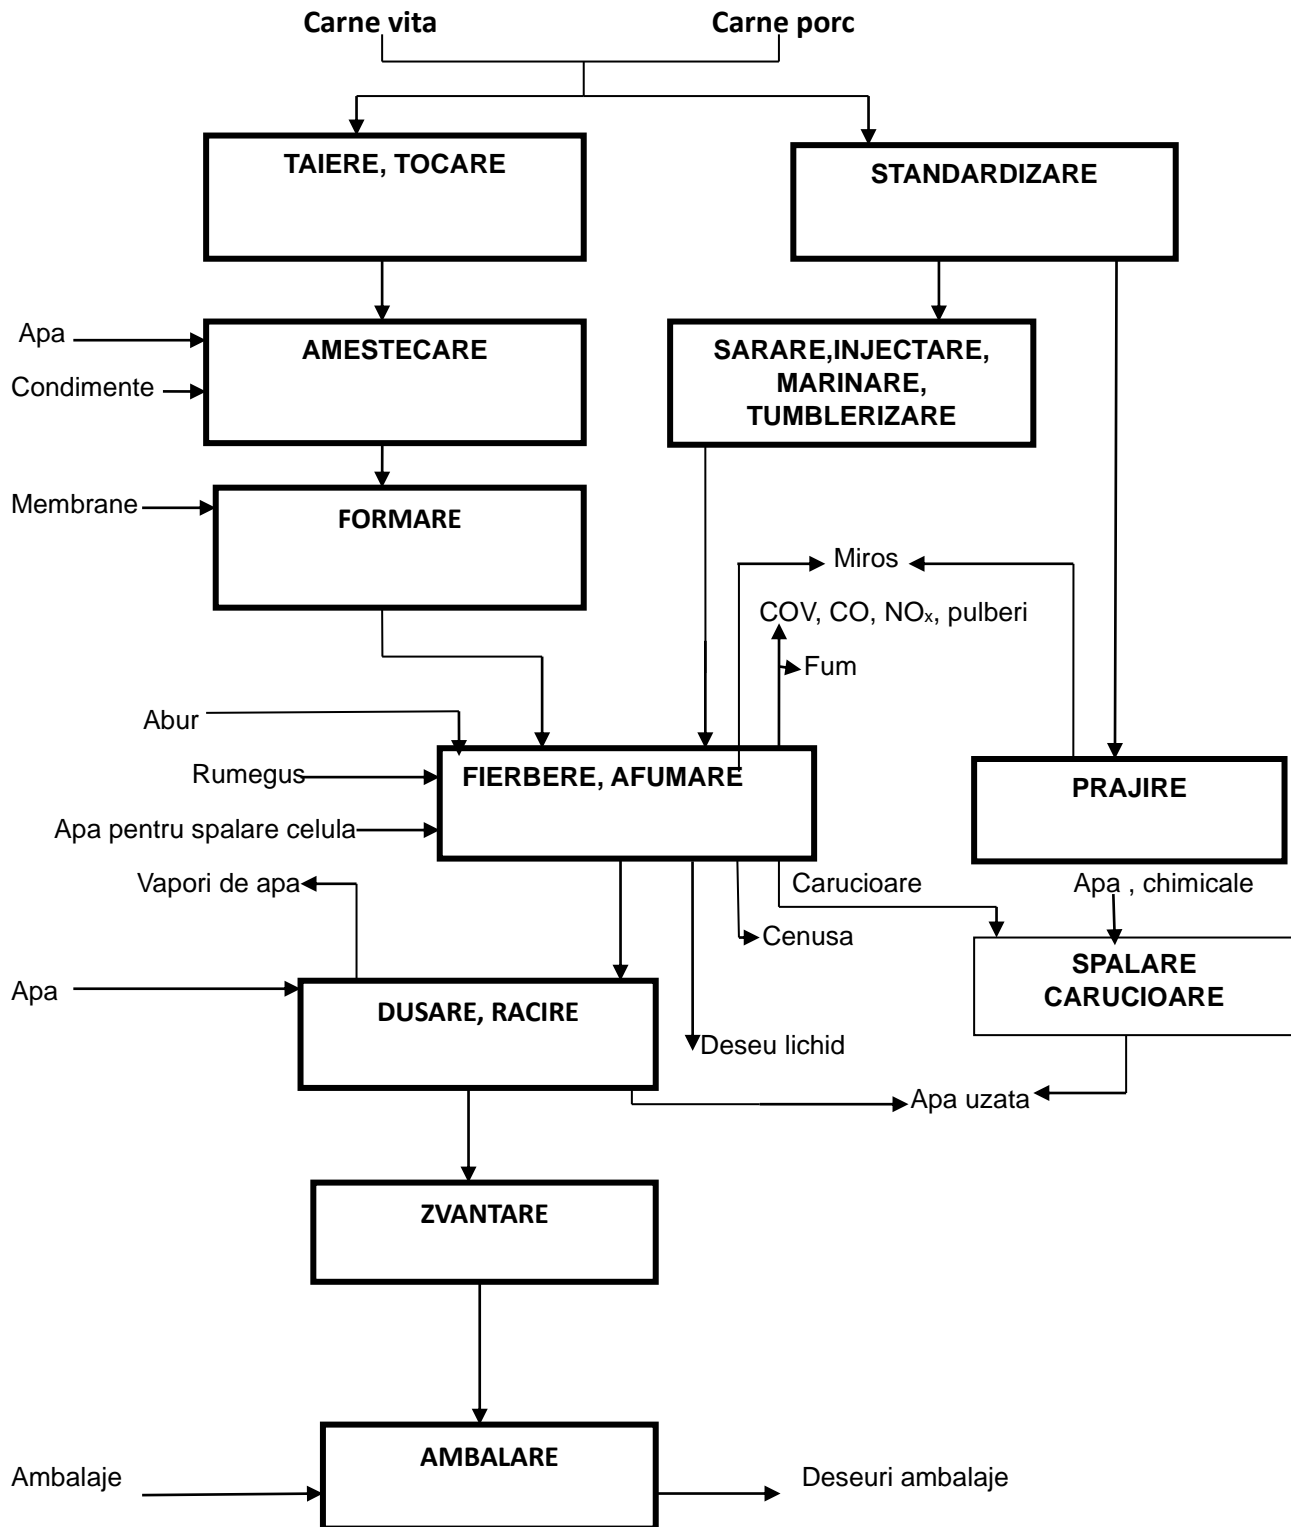 Carne vita
Carne porc
TAIERE, TOCARE
STANDARDIZARE
Apa
Condimente
AMESTECARE
SARARE,INJECTARE,
MARINARE,
TUMBLERIZARE
Membrane
FORMARE
Miros
COV, CO, NOₓ, pulberi
Fum
Abur
Rumegus
Apa pentru spalare celula
FIERBERE, AFUMARE
PRAJIRE
Vapori de apa
Carucioare
Apa , chimicale
Cenusa
SPALARE
CARUCIOARE
Apa
DUSARE, RACIRE
Deseu lichid
Apa uzata
ZVANTARE
AMBALARE
Ambalaje
Deseuri ambalaje